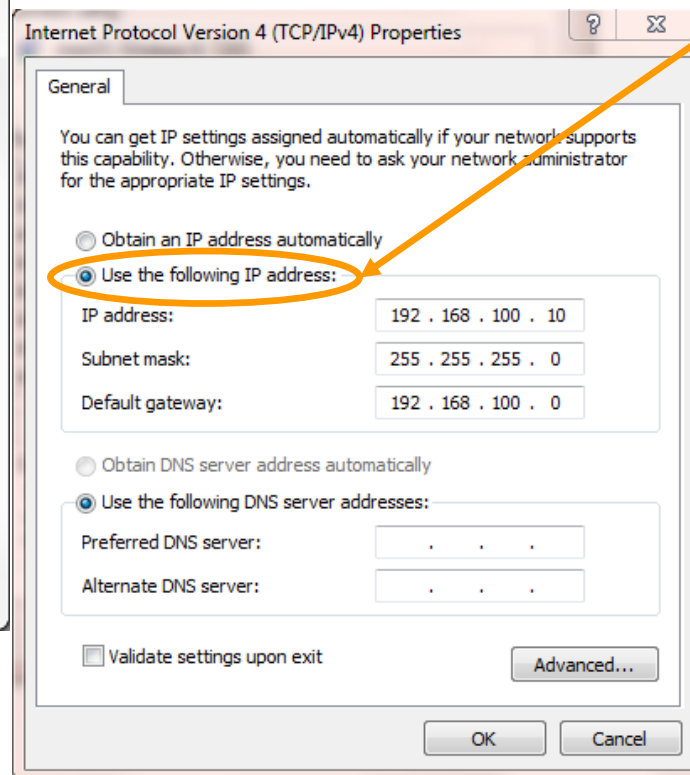 Internet Protocol Version 4 (TCP/IPv4) Properties
General
You can get IP settings assigned automatically if your network supports
this capability. Otherwise, you need to ask your network administrator
for the appropriate IP settings.
Obtain an IP address automatically
Use the following IP address:
IP address: 192 . 168 . 100 . 10
Subnet mask: 255 . 255 . 255 . 0
Default gateway: 192 . 168 . 100 . 0
Obtain DNS server address automatically
Use the following DNS server addresses:
Preferred DNS server: . . .
Alternate DNS server: . . .
Validate settings upon exit
Advanced...
OK Cancel